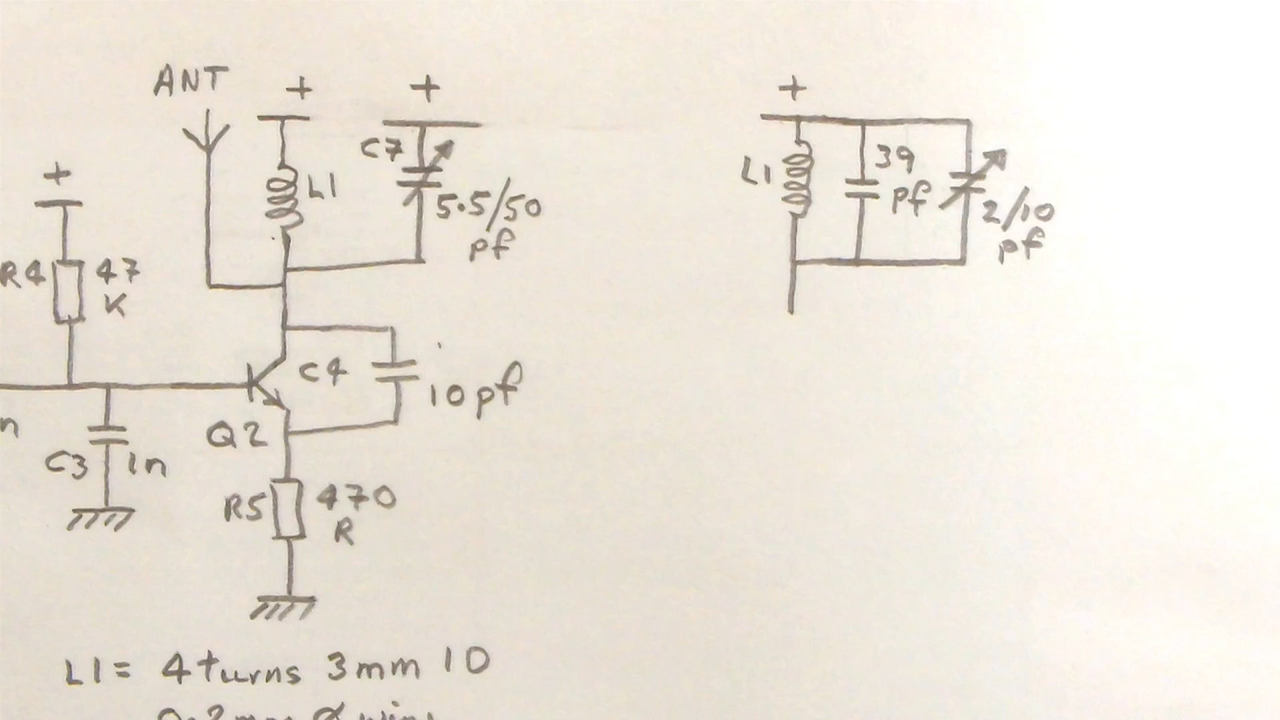 ANT
+
+
+
+
C7
L1
5.5/50
pf
L1
39
pf
2/10
pf
R4
47
K
C4
10pf
n
Q2
C3
1n
R5
470
R
L1= 4 turns 3mm ID